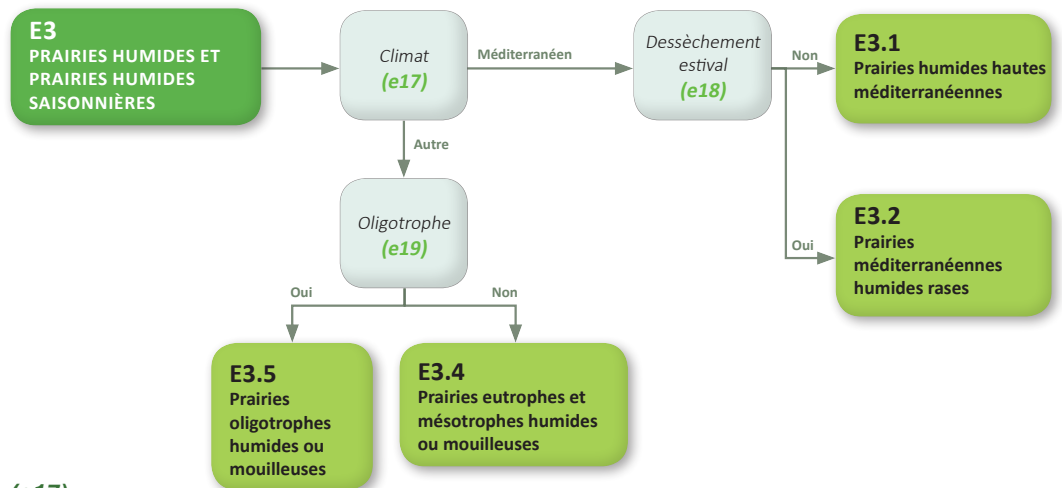 E3
PRAIRIES HUMIDES ET
PRAIRIES HUMIDES
SAISONNIÈRES
Climat
(e17)
Méditerranéen
Dessèchement
estival
(e18)
Non
E3.1
Prairies humides hautes
méditerranéennes
Autre
Oligotrophe
(e19)
Oui
E3.2
Prairies
méditerranéennes
humides rases
Oui
Non
E3.5
Prairies
oligotrophes
humides ou
mouilleuses
E3.4
Prairies eutrophes et
mésotrophes humides
ou mouilleuses
(e17)